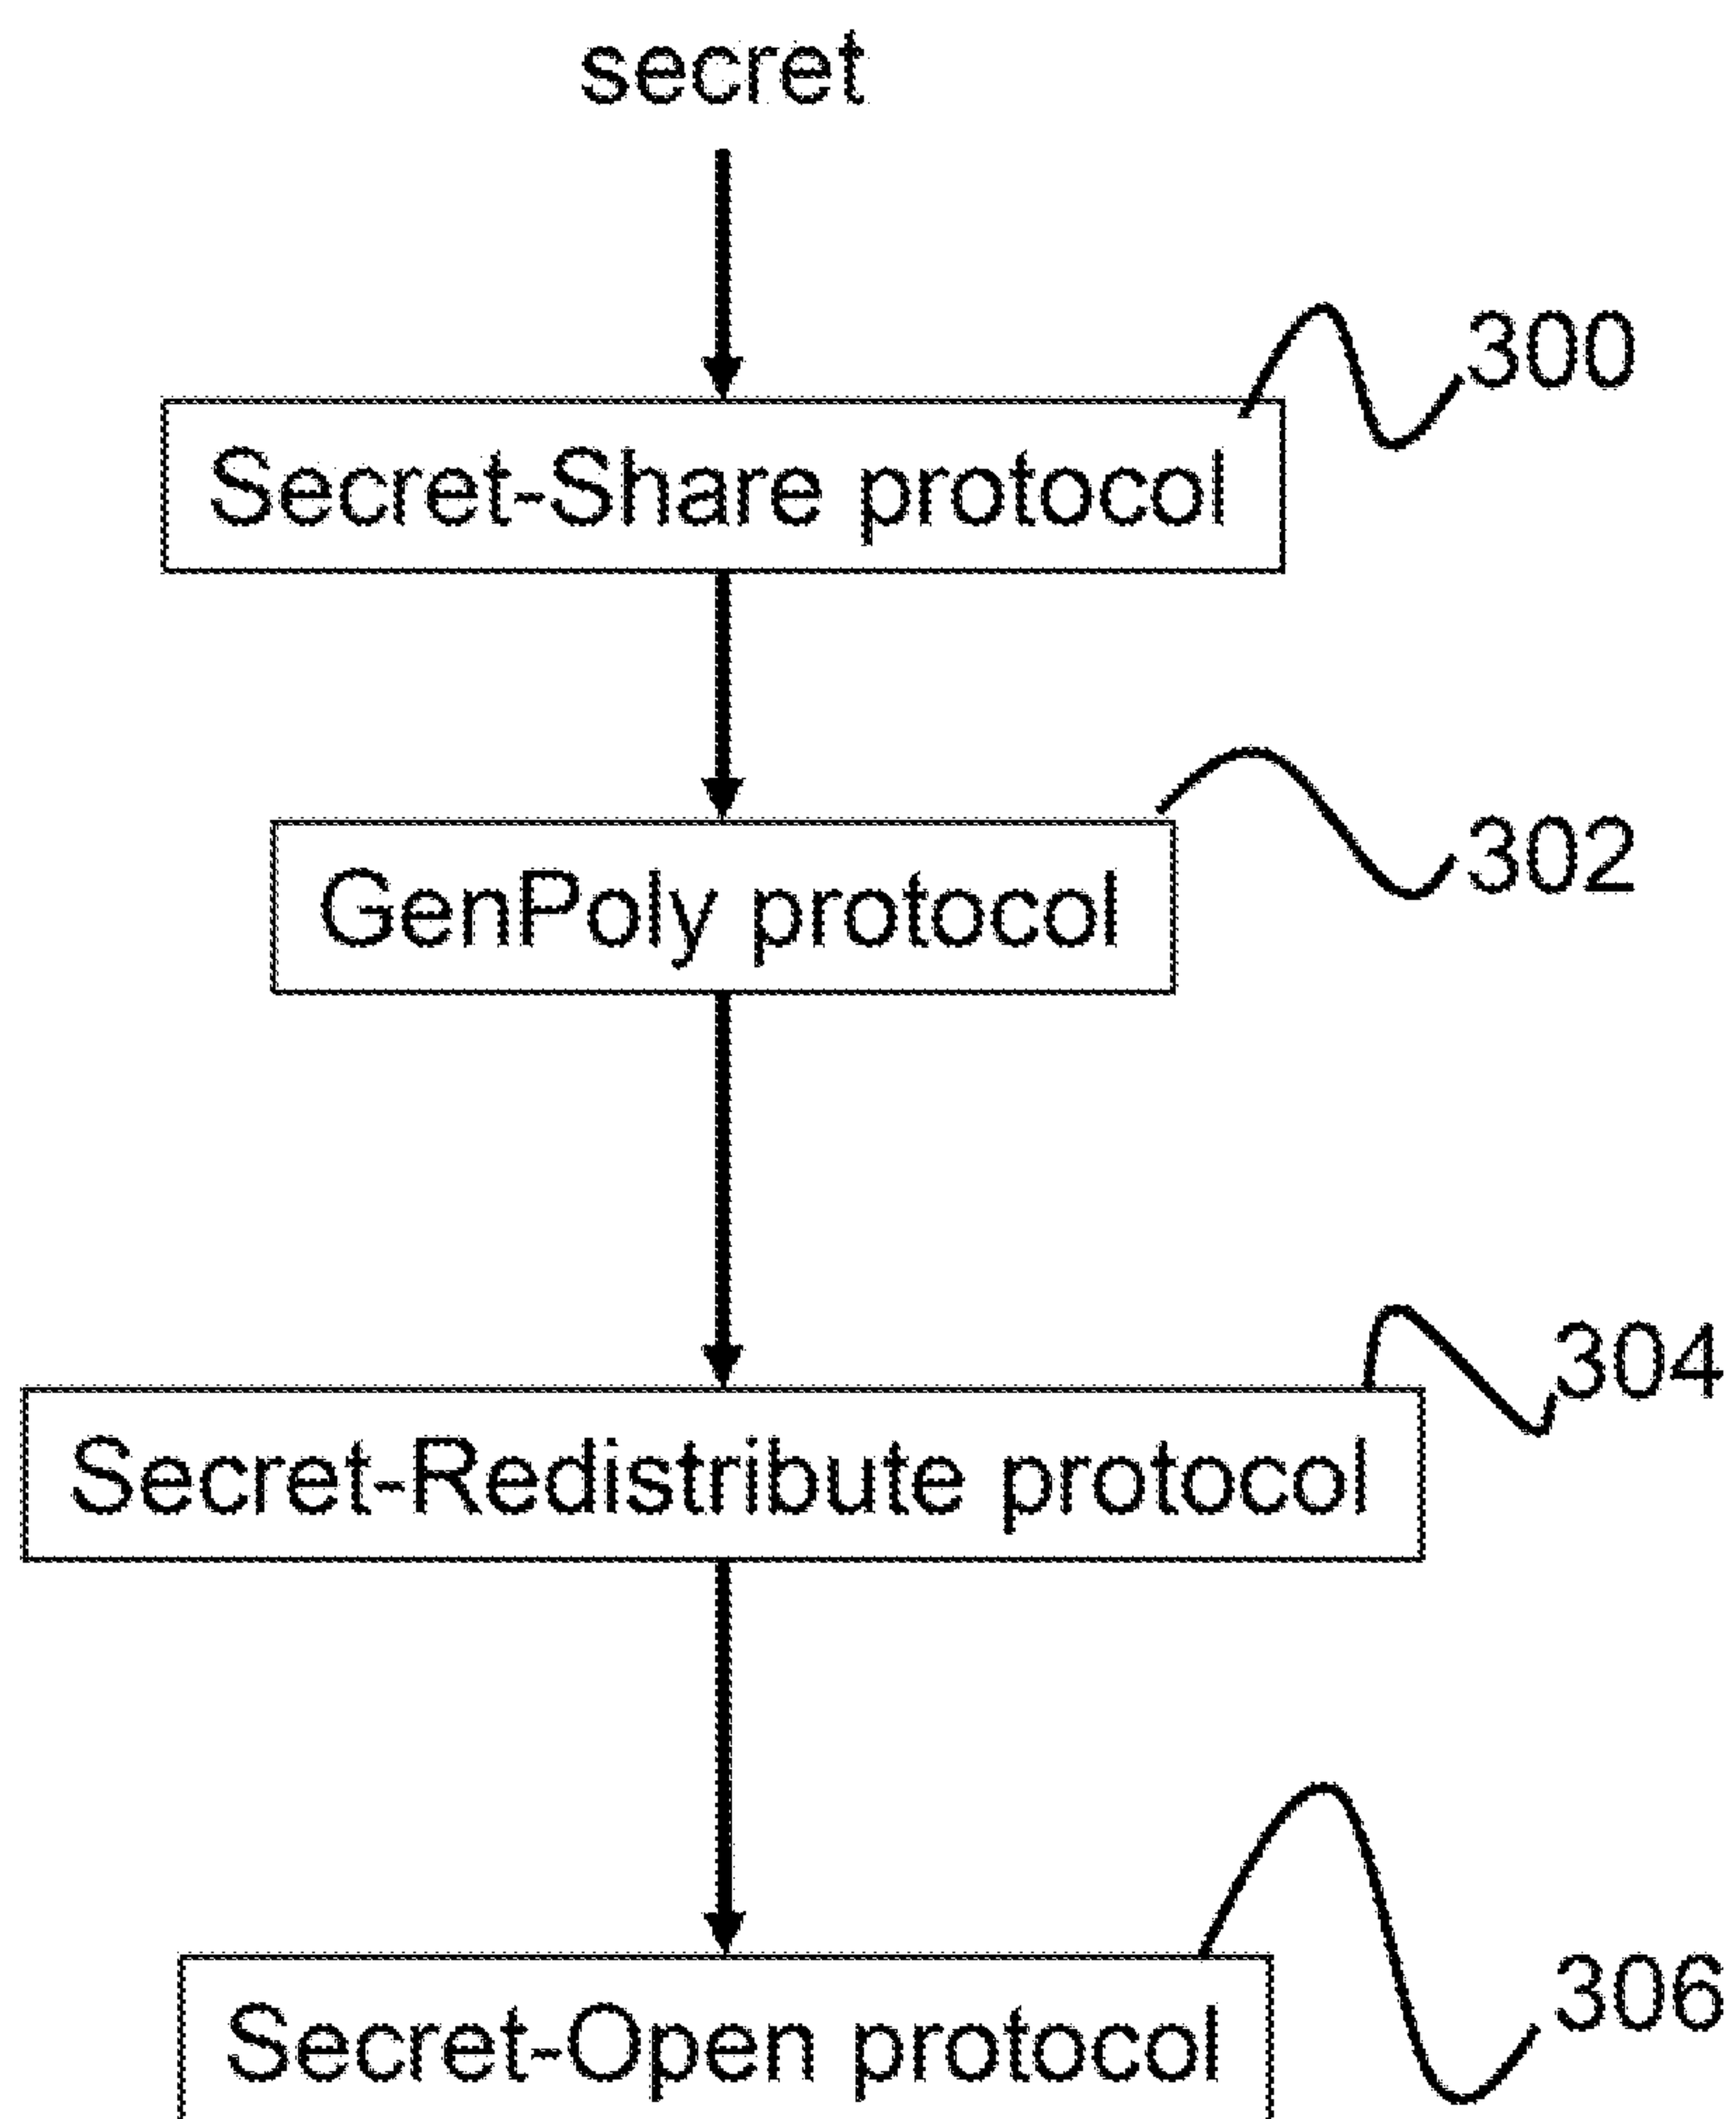 secret
300
Secret-Share protocol
302
GenPoly protocol
304
Secret-Redistribute protocol
306
Secret-Open protocol